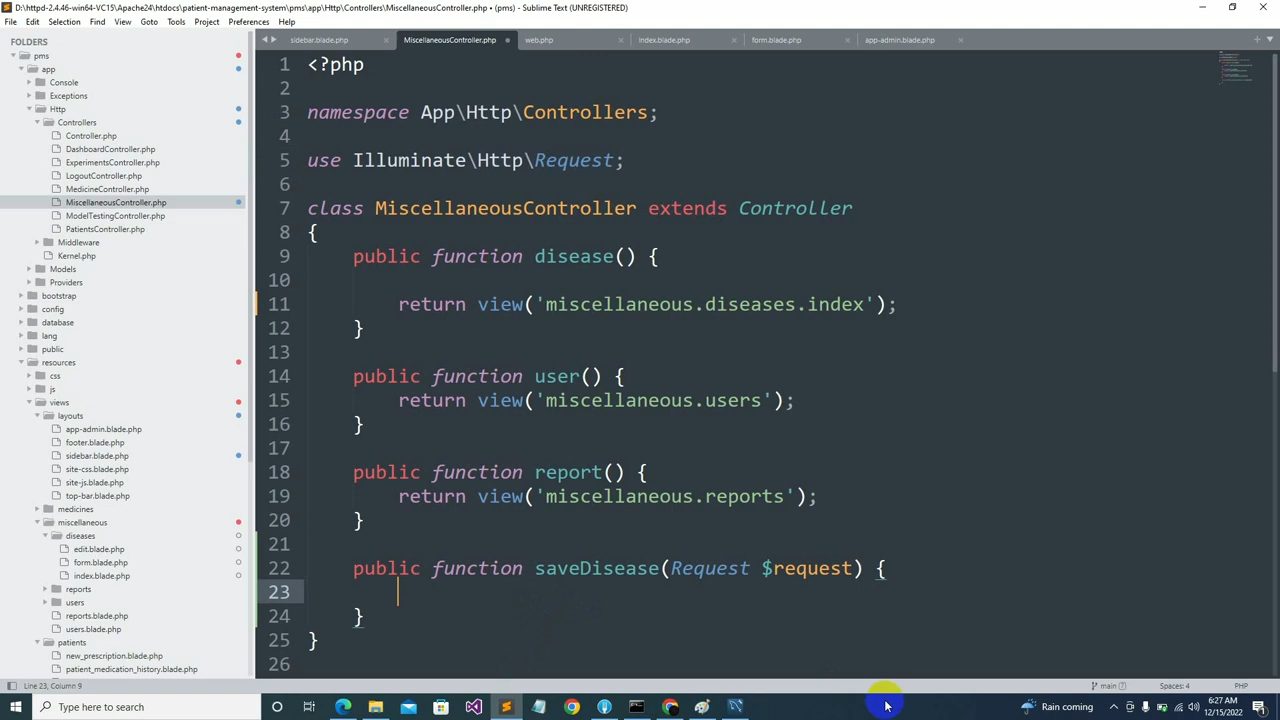 D:\httpd-2.4.46-win64-VC15\Apache24\htdocs\patient-management-system\pms\app\Http\Controllers\MiscellaneousController.php • (pms) - Sublime Text (UNREGISTERED)
File Edit Selection Find View Goto Tools Project Preferences Help
FOLDERS
pms
app
Console
Exceptions
Http
Controllers
Controller.php
DashboardController.php
ExperimentsController.php
LogoutController.php
MedicineController.php
MiscellaneousController.php
ModelTestingController.php
PatientsController.php
Middleware
Kernel.php
Models
Providers
bootstrap
config
database
lang
public
resources
css
js
views
layouts
app-admin.blade.php
footer.blade.php
sidebar.blade.php
site-css.blade.php
site-js.blade.php
top-bar.blade.php
medicines
miscellaneous
diseases
edit.blade.php
form.blade.php
index.blade.php
reports
users
reports.blade.php
users.blade.php
patients
new_prescription.blade.php
patient_medication_history.blade.php
sidebar.blade.php MiscellaneousController.php web.php index.blade.php form.blade.php app-admin.blade.php
1 <?php
2
3 namespace App\Http\Controllers;
4
5 use Illuminate\Http\Request;
6
7 class MiscellaneousController extends Controller
8 {
9 public function disease() {
10
11 return view('miscellaneous.diseases.index');
12 }
13
14 public function user() {
15 return view('miscellaneous.users');
16 }
17
18 public function report() {
19 return view('miscellaneous.reports');
20 }
21
22 public function saveDisease(Request $request) {
23
24 }
25 }
26
Line 23, Column 9 main 7 Spaces: 4 PHP
Type here to search Rain coming 6:27 AM
12/15/2022